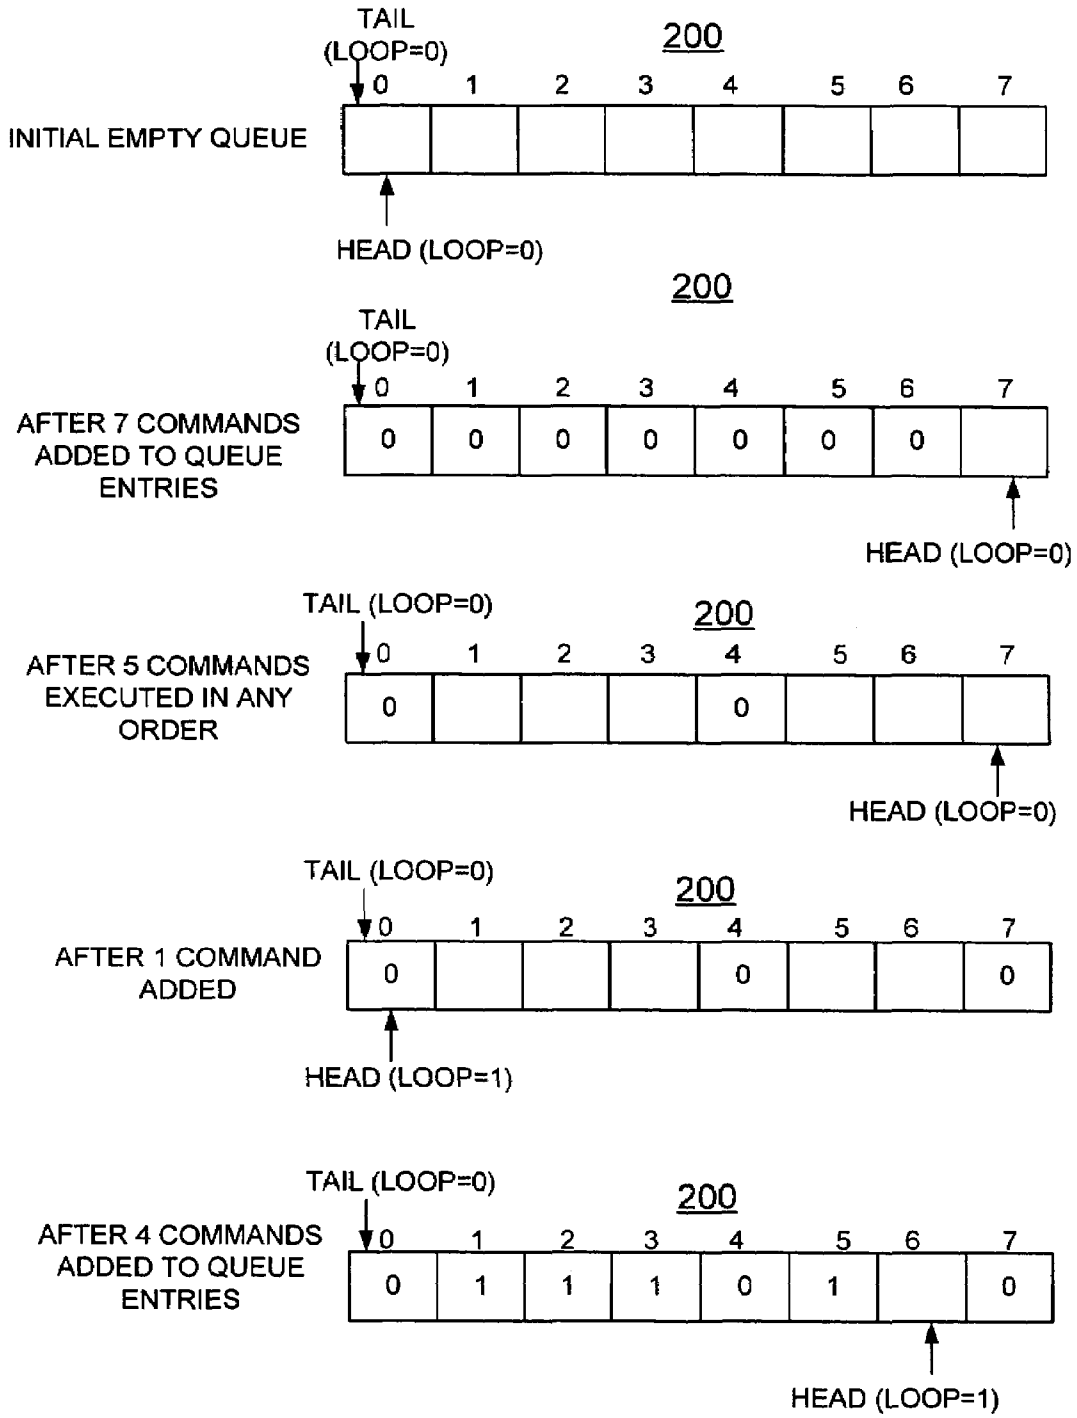 TAIL
(LOOP=0)
200
0 1 2 3 4 5 6 7
INITIAL EMPTY QUEUE
HEAD (LOOP=0)
200
TAIL
(LOOP=0)
0 1 2 3 4 5 6 7
AFTER 7 COMMANDS
ADDED TO QUEUE
ENTRIES
0 0 0 0 0 0 0
HEAD (LOOP=0)
TAIL (LOOP=0)
200
0 1 2 3 4 5 6 7
AFTER 5 COMMANDS
EXECUTED IN ANY
ORDER
0 0
HEAD (LOOP=0)
TAIL (LOOP=0)
200
0 1 2 3 4 5 6 7
AFTER 1 COMMAND
ADDED
0 0 0
HEAD (LOOP=1)
TAIL (LOOP=0)
200
0 1 2 3 4 5 6 7
AFTER 4 COMMANDS
ADDED TO QUEUE
ENTRIES
0 1 1 1 0 1 0
HEAD (LOOP=1)